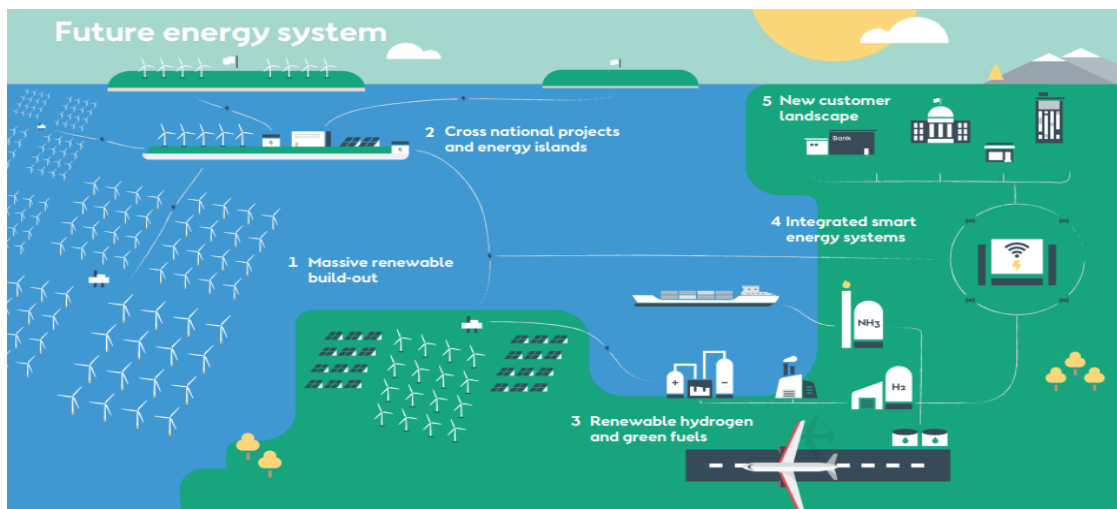 Future energy system
5 New customer
landscape
Bank
2 Cross national projects
and energy islands
4 Integrated smart
energy systems
1 Massive renewable
build-out
NH3
H2
3 Renewable hydrogen
and green fuels